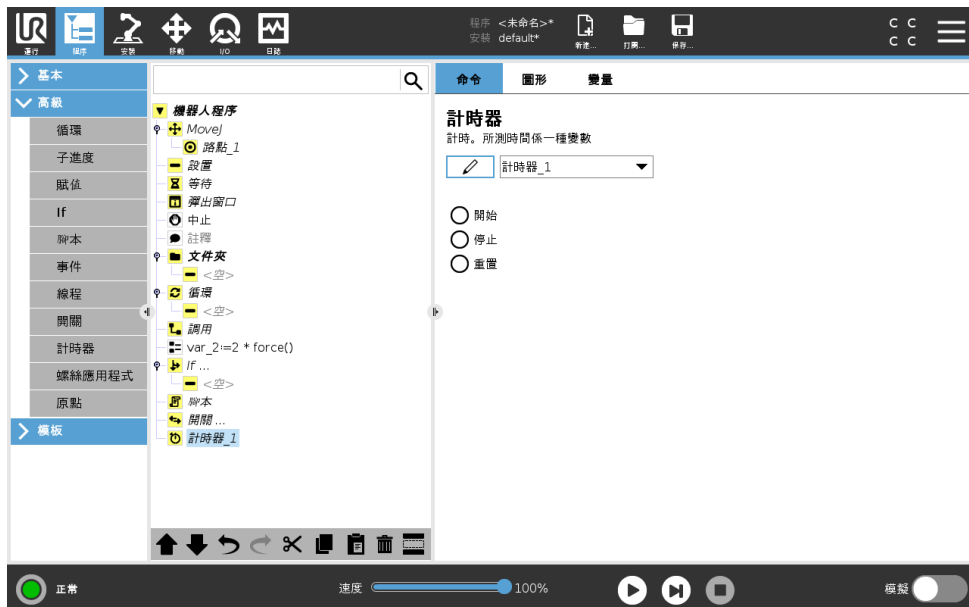 UR
程序 <未命名>*
安裝 default*
運行
程序
安裝
移動
I/O
日誌
新建...
打開...
保存...
C C
C C
基本
高級
循環
子進度
賦值
If
腳本
事件
線程
開關
計時器
螺絲應用程式
原點
模板
機器人程序
MoveJ
路點_1
設置
等待
彈出窗口
中止
註釋
文件夾
<空>
循環
<空>
調用
var_2:=2 * force()
If ...
<空>
腳本
開關 ...
計時器_1
命令
圖形
變量
計時器
計時。所測時間係一種變數
計時器_1
開始
停止
重置
正常
速度
100%
模擬